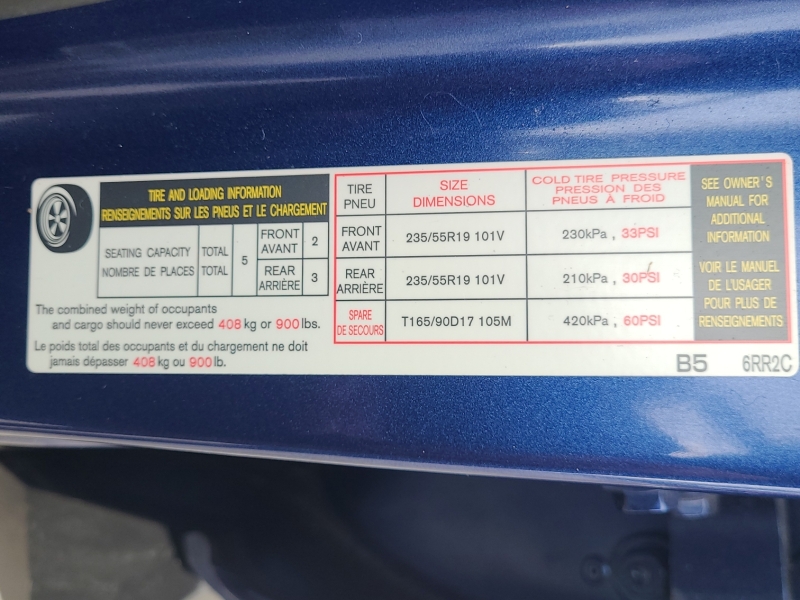 TIRE AND LOADING INFORMATION
RENSEIGNEMENTS SUR LES PNEUS ET LE CHARGEMENT
SEATING CAPACITY TOTAL 5 FRONT AVANT 2
NOMBRE DE PLACES TOTAL REAR ARRIÈRE 3
The combined weight of occupants
and cargo should never exceed 408 kg or 900 lbs.
Le poids total des occupants et du chargement ne doit
jamais dépasser 408 kg ou 900 lb.
TIRE PNEU
SIZE
DIMENSIONS
COLD TIRE PRESSURE
PRESSION DES
PNEUS À FROID
FRONT AVANT 235/55R19 101V 230kPa , 33PSI
REAR ARRIÈRE 235/55R19 101V 210kPa , 30PSI
SPARE DE SECOURS T165/90D17 105M 420kPa , 60PSI
SEE OWNER'S
MANUAL FOR
ADDITIONAL
INFORMATION
VOIR LE MANUEL
DE L'USAGER
POUR PLUS DE
RENSEIGNEMENTS
B5 6RR2C